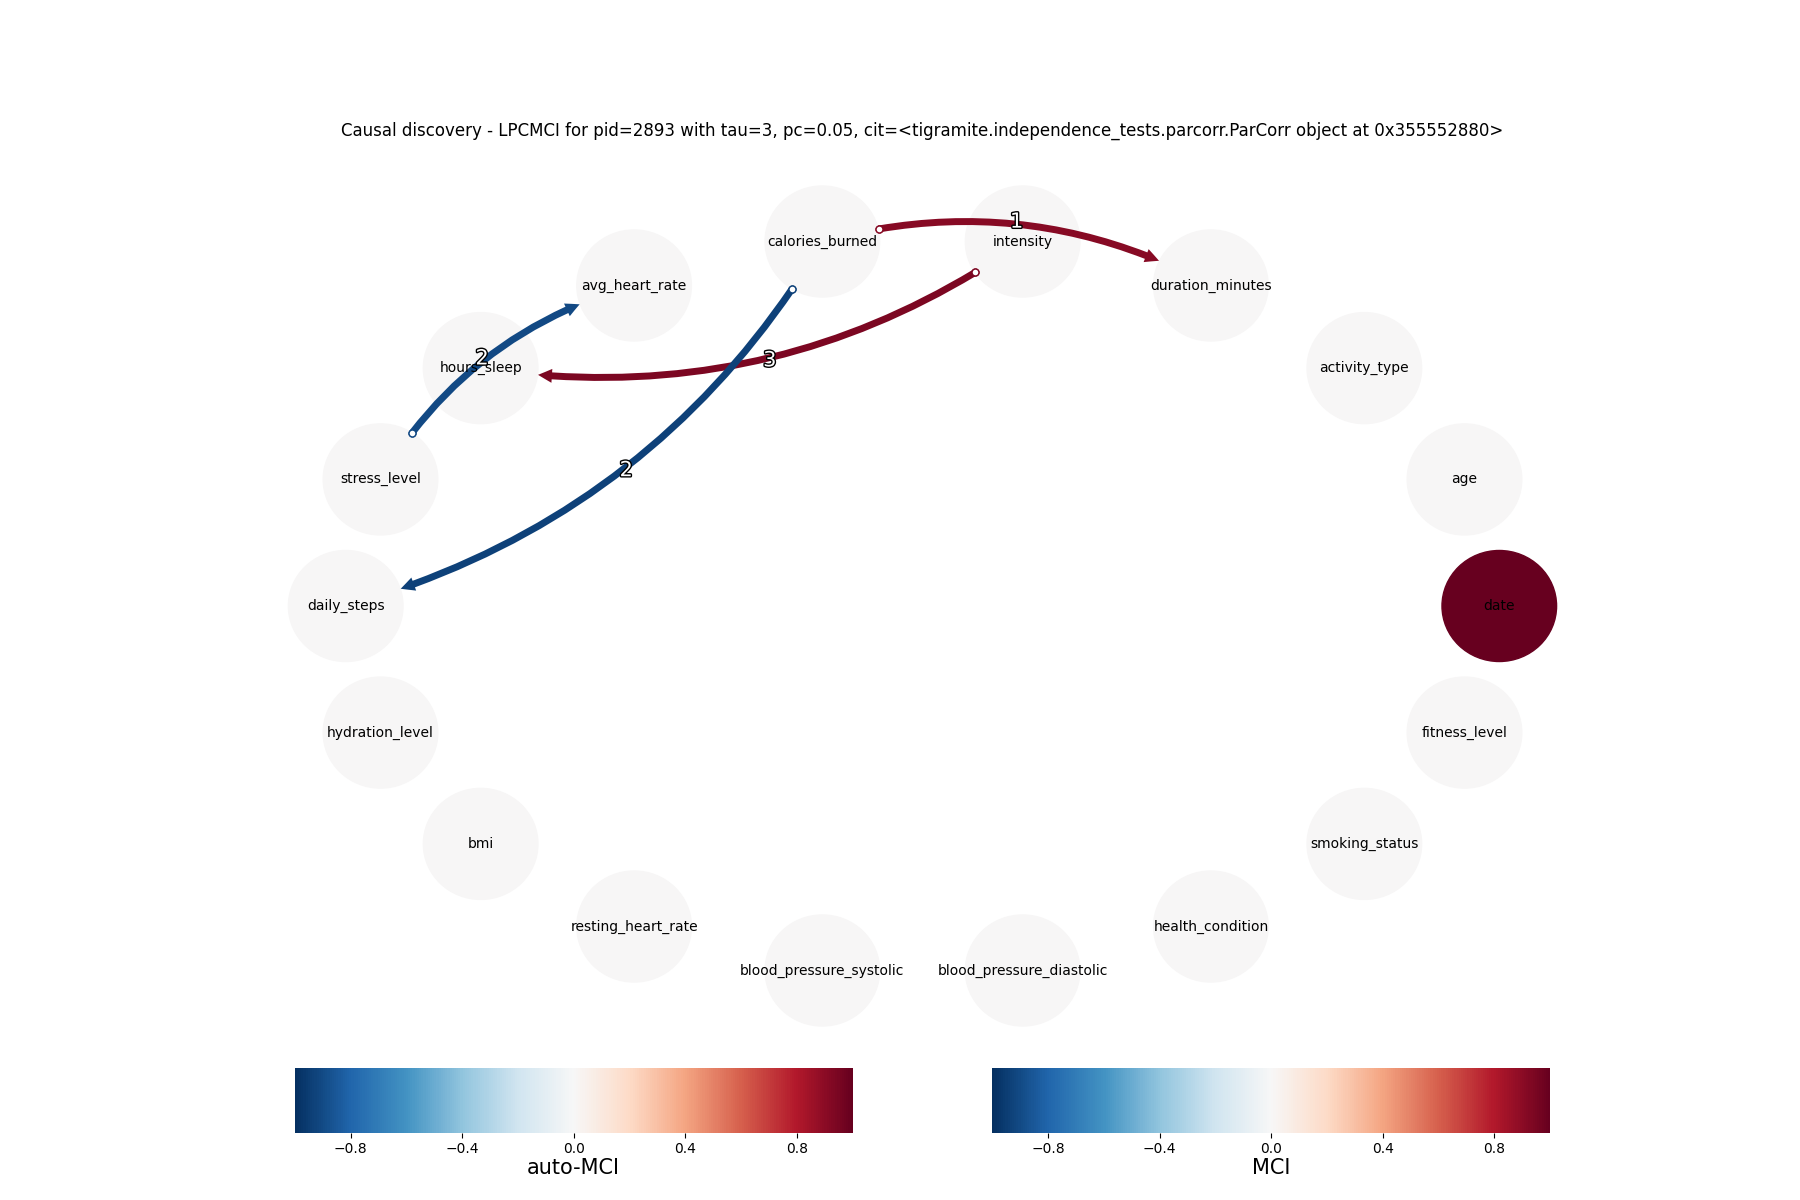 Causal discovery - LPCMCI for pid=2893 with tau=3, pc=0.05, cit=<tigramite.independence_tests.parcorr.ParCorr object at 0x355552880>
1
calories_burned
intensity
avg_heart_rate
duration_minutes
2
3
hours_sleep
activity_type
2
stress_level
age
daily_steps
date
hydration_level
fitness_level
bmi
smoking_status
resting_heart_rate
health_condition
blood_pressure_systolic
blood_pressure_diastolic
−0.8 −0.4 0.0 0.4 0.8
auto-MCI
−0.8 −0.4 0.0 0.4 0.8
MCI